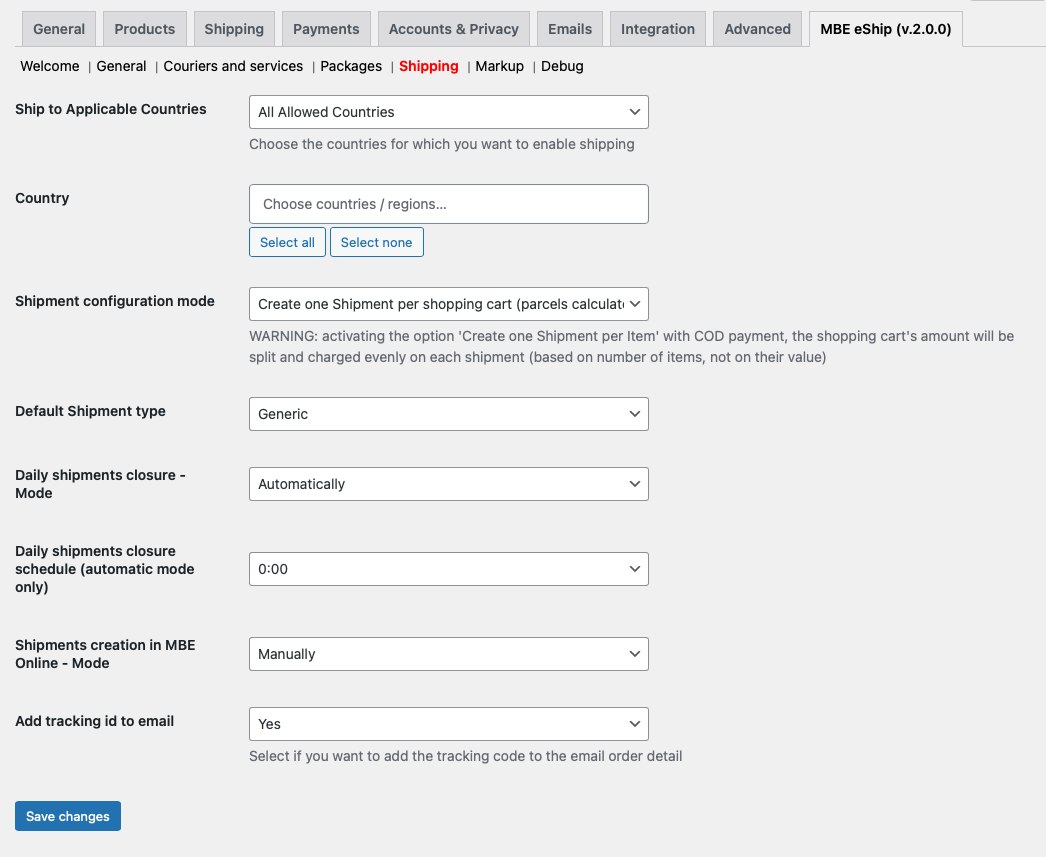 General Products Shipping Payments Accounts & Privacy Emails Integration Advanced MBE eShip (v.2.0.0)
Welcome | General | Couriers and services | Packages | Shipping | Markup | Debug
Ship to Applicable Countries
All Allowed Countries
Choose the countries for which you want to enable shipping
Country
Choose countries / regions...
Select all Select none
Shipment configuration mode
Create one Shipment per shopping cart (parcels calculate
WARNING: activating the option 'Create one Shipment per Item' with COD payment, the shopping cart's amount will be
split and charged evenly on each shipment (based on number of items, not on their value)
Default Shipment type
Generic
Daily shipments closure -
Mode
Automatically
Daily shipments closure
schedule (automatic mode
only)
0:00
Shipments creation in MBE
Online - Mode
Manually
Add tracking id to email
Yes
Select if you want to add the tracking code to the email order detail
Save changes